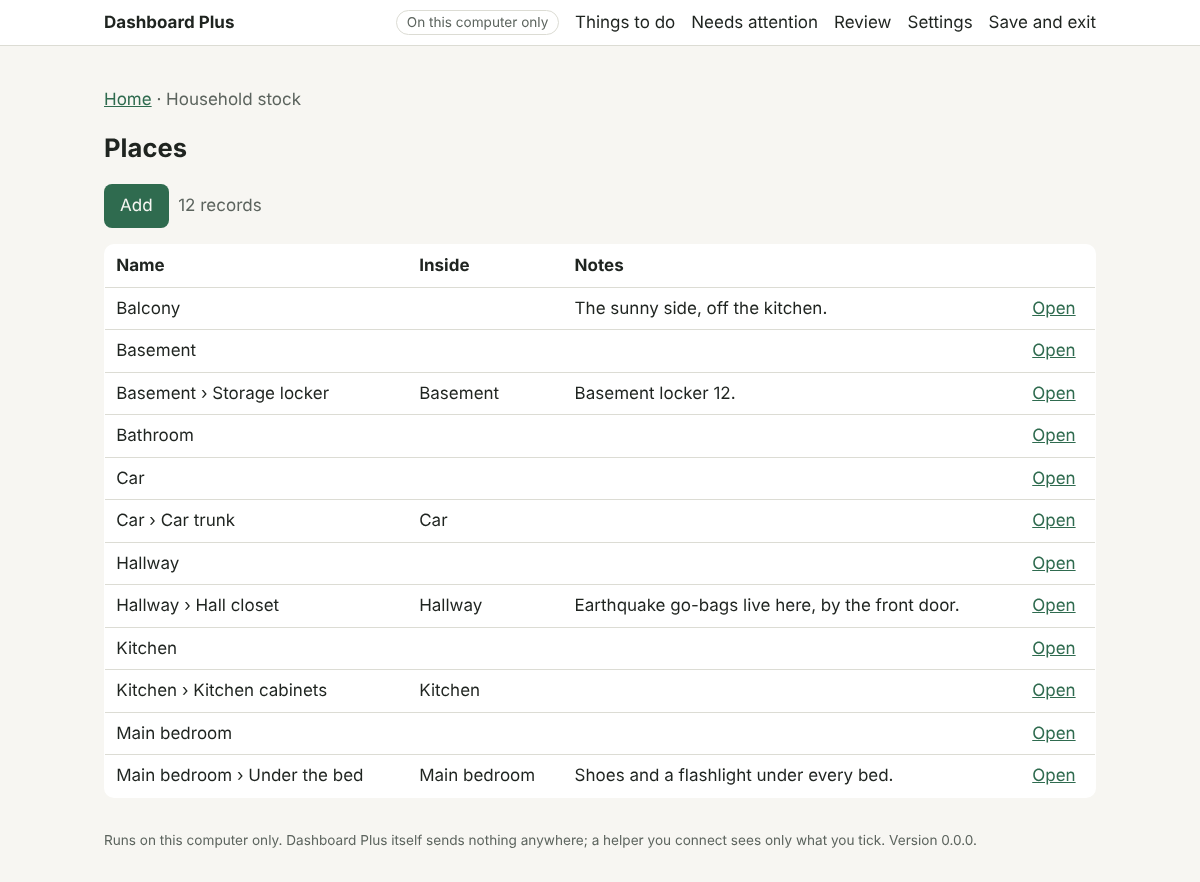 Dashboard Plus On this computer only Things to do Needs attention Review Settings Save and exit
Home · Household stock
Places
Add 12 records
Name Inside Notes
Balcony The sunny side, off the kitchen. Open
Basement Open
Basement › Storage locker Basement Basement locker 12. Open
Bathroom Open
Car Open
Car › Car trunk Car Open
Hallway Open
Hallway › Hall closet Hallway Earthquake go-bags live here, by the front door. Open
Kitchen Open
Kitchen › Kitchen cabinets Kitchen Open
Main bedroom Open
Main bedroom › Under the bed Main bedroom Shoes and a flashlight under every bed. Open
Runs on this computer only. Dashboard Plus itself sends nothing anywhere; a helper you connect sees only what you tick. Version 0.0.0.